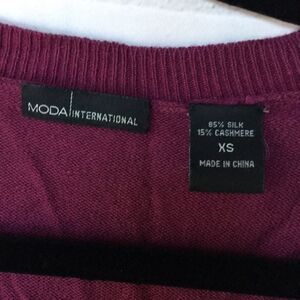 MODA INTERNATIONAL
85% SILK
15% CASHMERE
XS
MADE IN CHINA